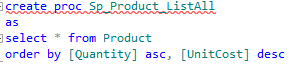 create proc Sp_Product_ListAll
as
select * from Product
order by [Quantity] asc, [UnitCost] desc